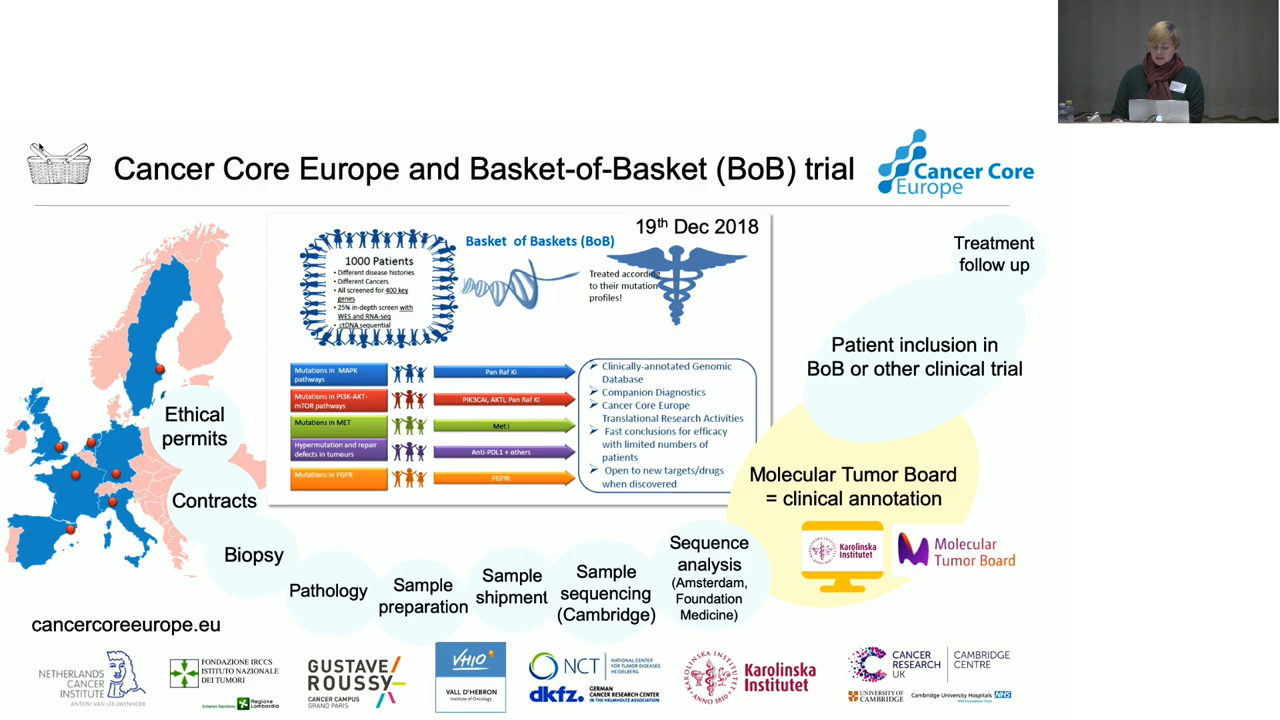 Cancer Core Europe and Basket-of-Basket (BoB) trial
Cancer Core
Europe
19th Dec 2018
1000 Patients
• Different disease histories
• Different Cancers
• All screened for 400 key
genes
• 25% in-depth screen with
WES and RNA-seq
• ctDNA sequential
Basket of Baskets (BoB)
Treated according
to their mutation
profiles!
Mutations in MAPK
pathways
Pan Raf Ki
Mutations in PI3K-AKT-
mTOR pathways
PIK3CAi, AKTI, Pan Raf KI
Mutations in MET
Met i
Hypermutation and repair
defects in tumours
Anti-PDL1 + others
Mutations in FGFR
FGFRi
➤ Clinically-annotated Genomic
Database
➤ Companion Diagnostics
➤ Cancer Core Europe
Translational Research Activities
➤ Fast conclusions for efficacy
with limited numbers of
patients
➤ Open to new targets/drugs
when discovered
Ethical
permits
Contracts
Biopsy
Pathology
Sample
preparation
Sample
shipment
Sample
sequencing
(Cambridge)
Sequence
analysis
(Amsterdam,
Foundation
Medicine)
Molecular Tumor Board
= clinical annotation
Karolinska
Institutet
Molecular
Tumor Board
Patient inclusion in
BoB or other clinical trial
Treatment
follow up
cancercoreeurope.eu
NETHERLANDS
CANCER
INSTITUTE
ANTONI VAN LEEUWENHOEK
FONDAZIONE IRCCS
ISTITUTO NAZIONALE
DEI TUMORI
Sistema Sanitario
Regione
Lombardia
GUSTAVE
ROUSSY
CANCER CAMPUS
GRAND PARIS
VHIO
VALL D'HEBRON
Institute of Oncology
NCT
NATIONAL CENTER
FOR TUMOR DISEASES
HEIDELBERG
dkfz.
GERMAN
CANCER RESEARCH CENTER
IN THE HELMHOLTZ ASSOCIATION
KAROLINSKA INSTITUTET
ANNO 1810
Karolinska
Institutet
CANCER
RESEARCH
UK
CAMBRIDGE
CENTRE
UNIVERSITY OF
CAMBRIDGE
Cambridge University Hospitals
NHS